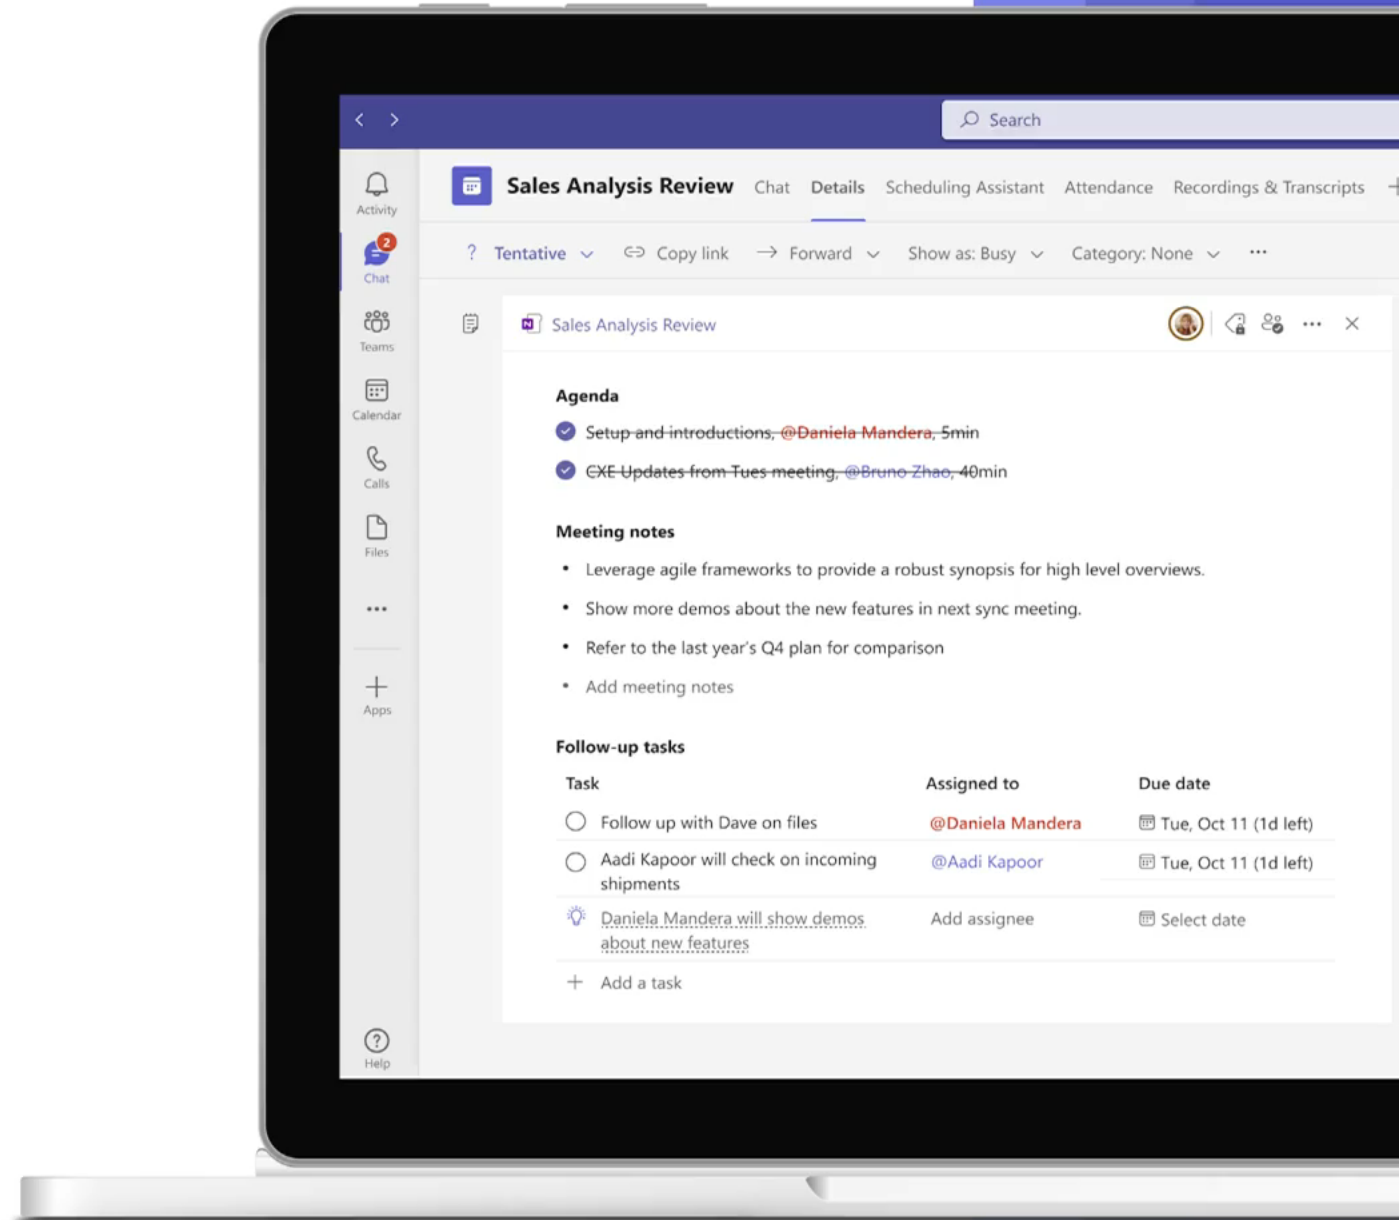 Search
Activity
2
Chat
Teams
Calendar
Calls
Files
Apps
Help
Sales Analysis Review Chat Details Scheduling Assistant Attendance Recordings & Transcripts
? Tentative Copy link Forward Show as: Busy Category: None ...
N Sales Analysis Review
Agenda
Setup and introductions, @Daniela Mandera, 5min
CXE Updates from Tues meeting, @Bruno Zhao, 40min
Meeting notes
• Leverage agile frameworks to provide a robust synopsis for high level overviews.
• Show more demos about the new features in next sync meeting.
• Refer to the last year's Q4 plan for comparison
• Add meeting notes
Follow-up tasks
Task Assigned to Due date
Follow up with Dave on files @Daniela Mandera Tue, Oct 11 (1d left)
Aadi Kapoor will check on incoming @Aadi Kapoor Tue, Oct 11 (1d left)
shipments
Daniela Mandera will show demos Add assignee Select date
about new features
+ Add a task